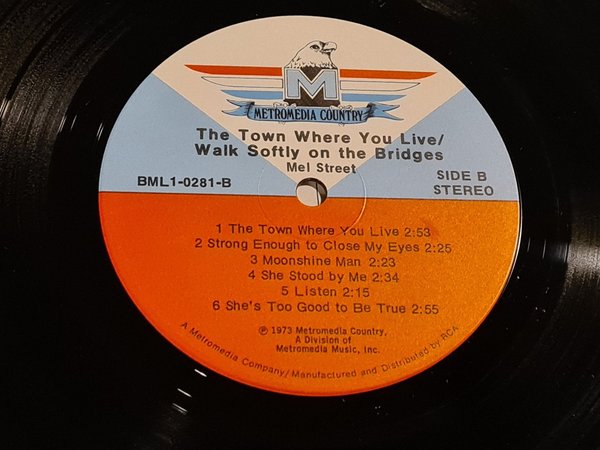 M
METROMEDIA COUNTRY
The Town Where You Live/
Walk Softly on the Bridges
Mel Street
BML1-0281-B
SIDE B
STEREO
1 The Town Where You Live 2:53
2 Strong Enough to Close My Eyes 2:25
3 Moonshine Man 2:23
4 She Stood by Me 2:34
5 Listen 2:15
6 She's Too Good to Be True 2:55
℗ 1973 Metromedia Country,
A Division of
Metromedia Music, Inc.
A Metromedia Company/Manufactured and Distributed by RCA